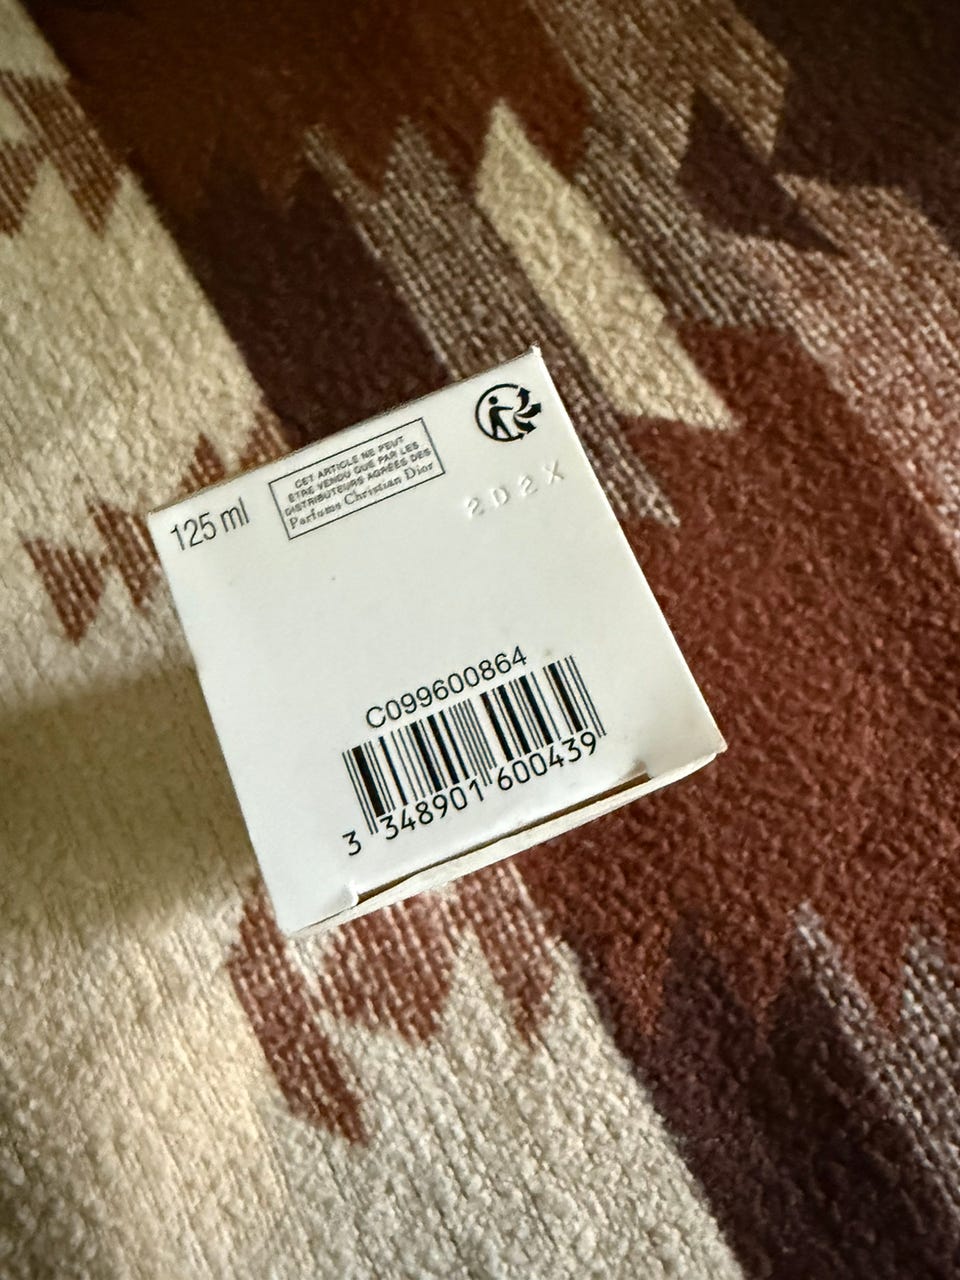 125 ml
CET ARTICLE NE PEUT
ÊTRE VENDU QUE PAR LES
DISTRIBUTEURS AGRÉÉS DES
Parfums Christian Dior
2D2X
C099600864
3 348901 600439